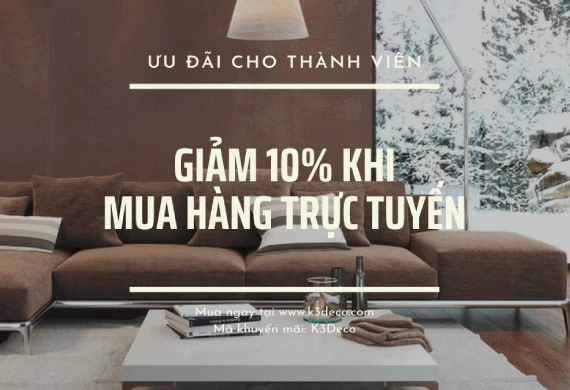 ƯU ĐÃI CHO THÀNH VIÊN
GIẢM 10% KHI
MUA HÀNG TRỰC TUYẾN
Mua ngay tại www.k3deco.com
Mã khuyến mãi: K3Deco